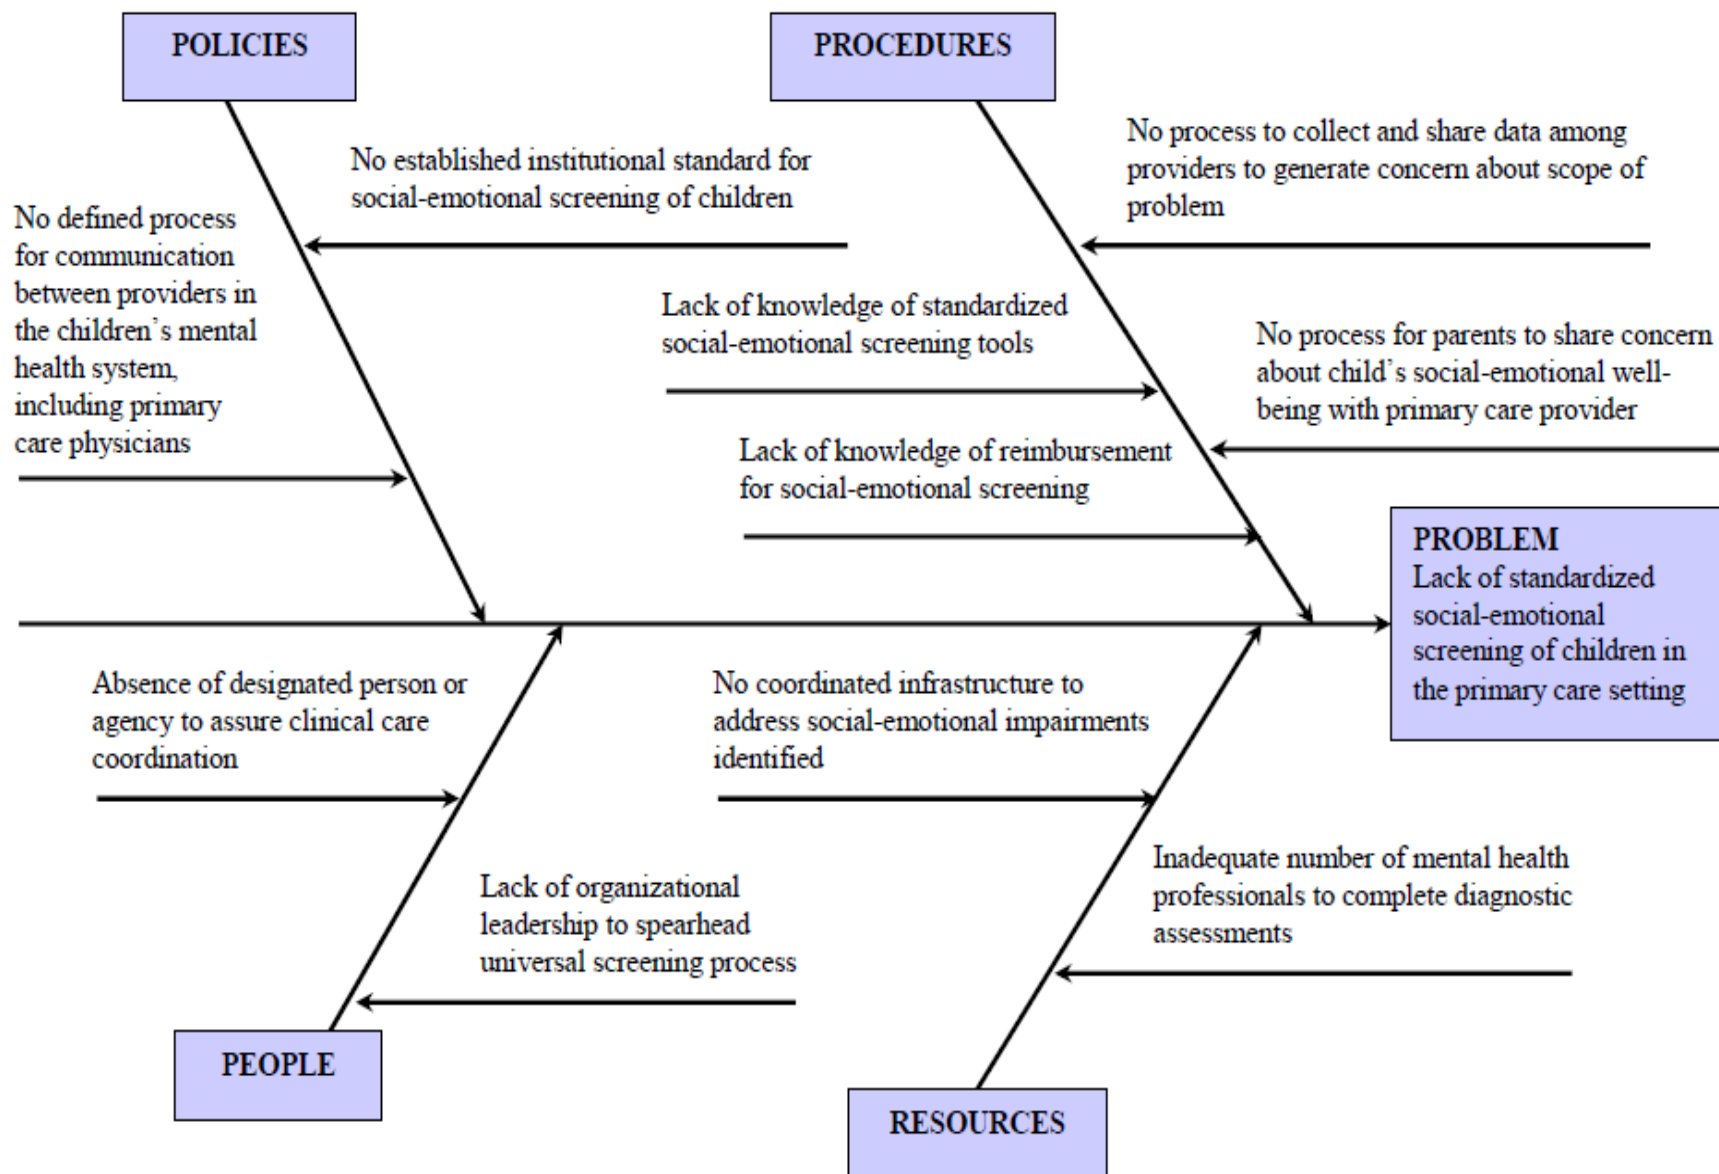 POLICIES
PROCEDURES
No established institutional standard for
social-emotional screening of children
No defined process
for communication
between providers in
the children’s mental
health system,
including primary
care physicians
No process to collect and share data among
providers to generate concern about scope of
problem
Lack of knowledge of standardized
social-emotional screening tools
No process for parents to share concern
about child’s social-emotional well-
being with primary care provider
Lack of knowledge of reimbursement
for social-emotional screening
PROBLEM
Lack of standardized
social-emotional
screening of children in
the primary care setting
Absence of designated person or
agency to assure clinical care
coordination
No coordinated infrastructure to
address social-emotional impairments
identified
Lack of organizational
leadership to spearhead
universal screening process
Inadequate number of mental health
professionals to complete diagnostic
assessments
PEOPLE
RESOURCES